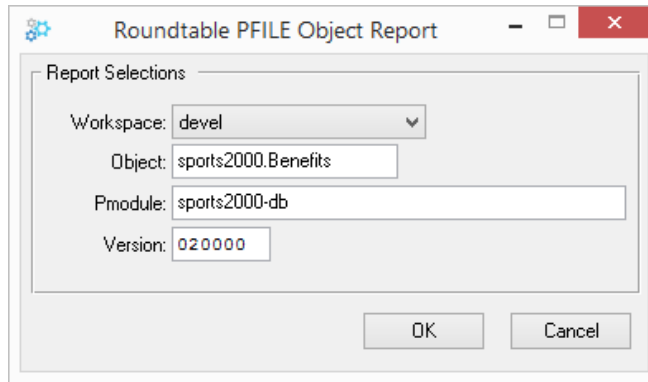 Roundtable PFILE Object Report
Report Selections
Workspace: devel
Object: sports2000.Benefits
Pmodule: sports2000-db
Version: 020000
OK Cancel